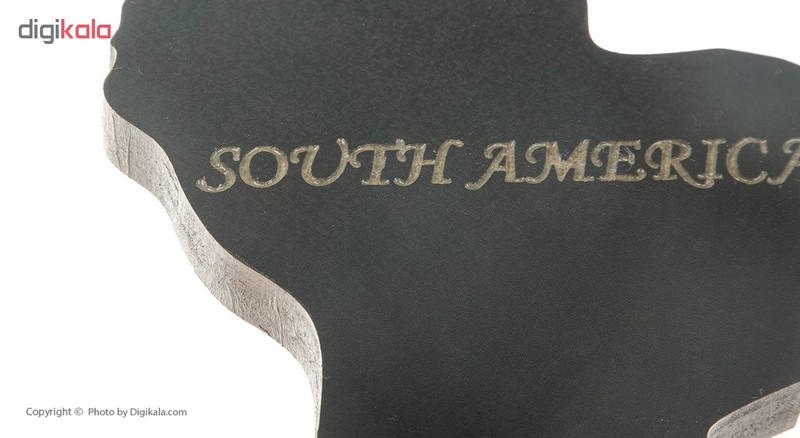 digikala
SOUTH AMERICA
Copyright © Photo by Digikala.com